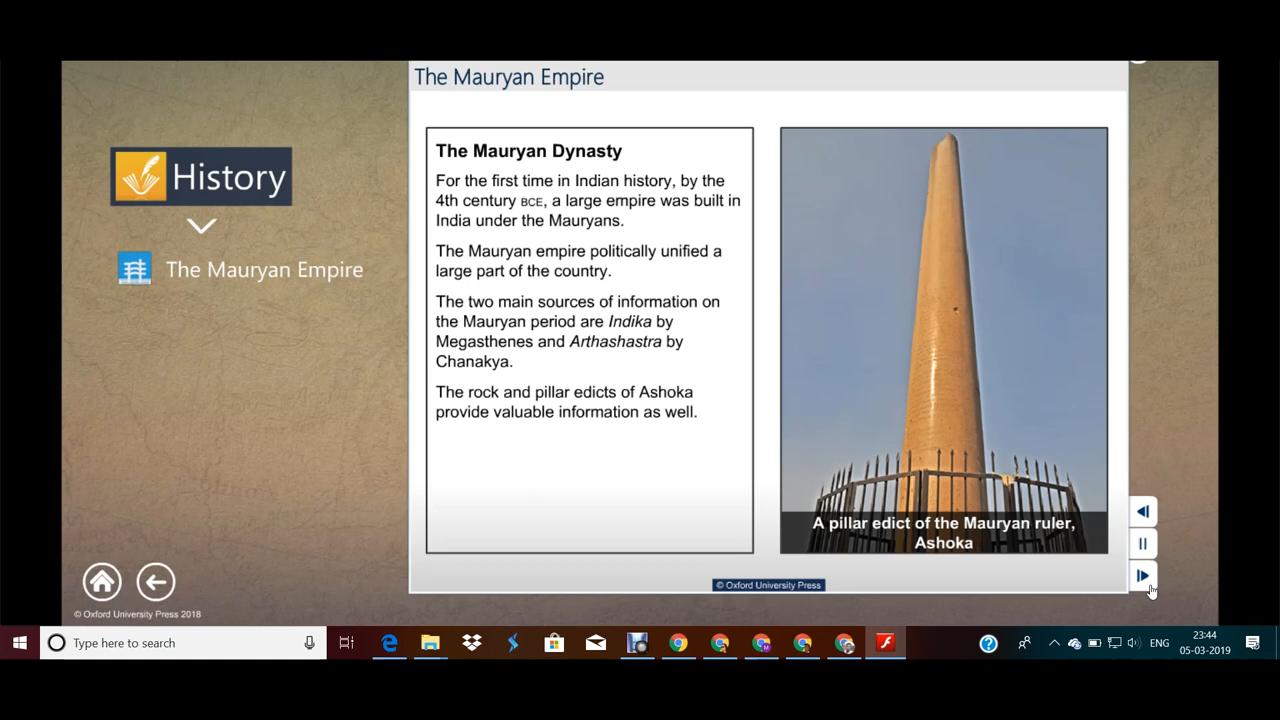 The Mauryan Empire
History
The Mauryan Empire
The Mauryan Dynasty
For the first time in Indian history, by the
4th century BCE, a large empire was built in
India under the Mauryans.
The Mauryan empire politically unified a
large part of the country.
The two main sources of information on
the Mauryan period are Indika by
Megasthenes and Arthashastra by
Chanakya.
The rock and pillar edicts of Ashoka
provide valuable information as well.
A pillar edict of the Mauryan ruler,
Ashoka
© Oxford University Press
© Oxford University Press 2018
Type here to search
ENG
23:44
05-03-2019